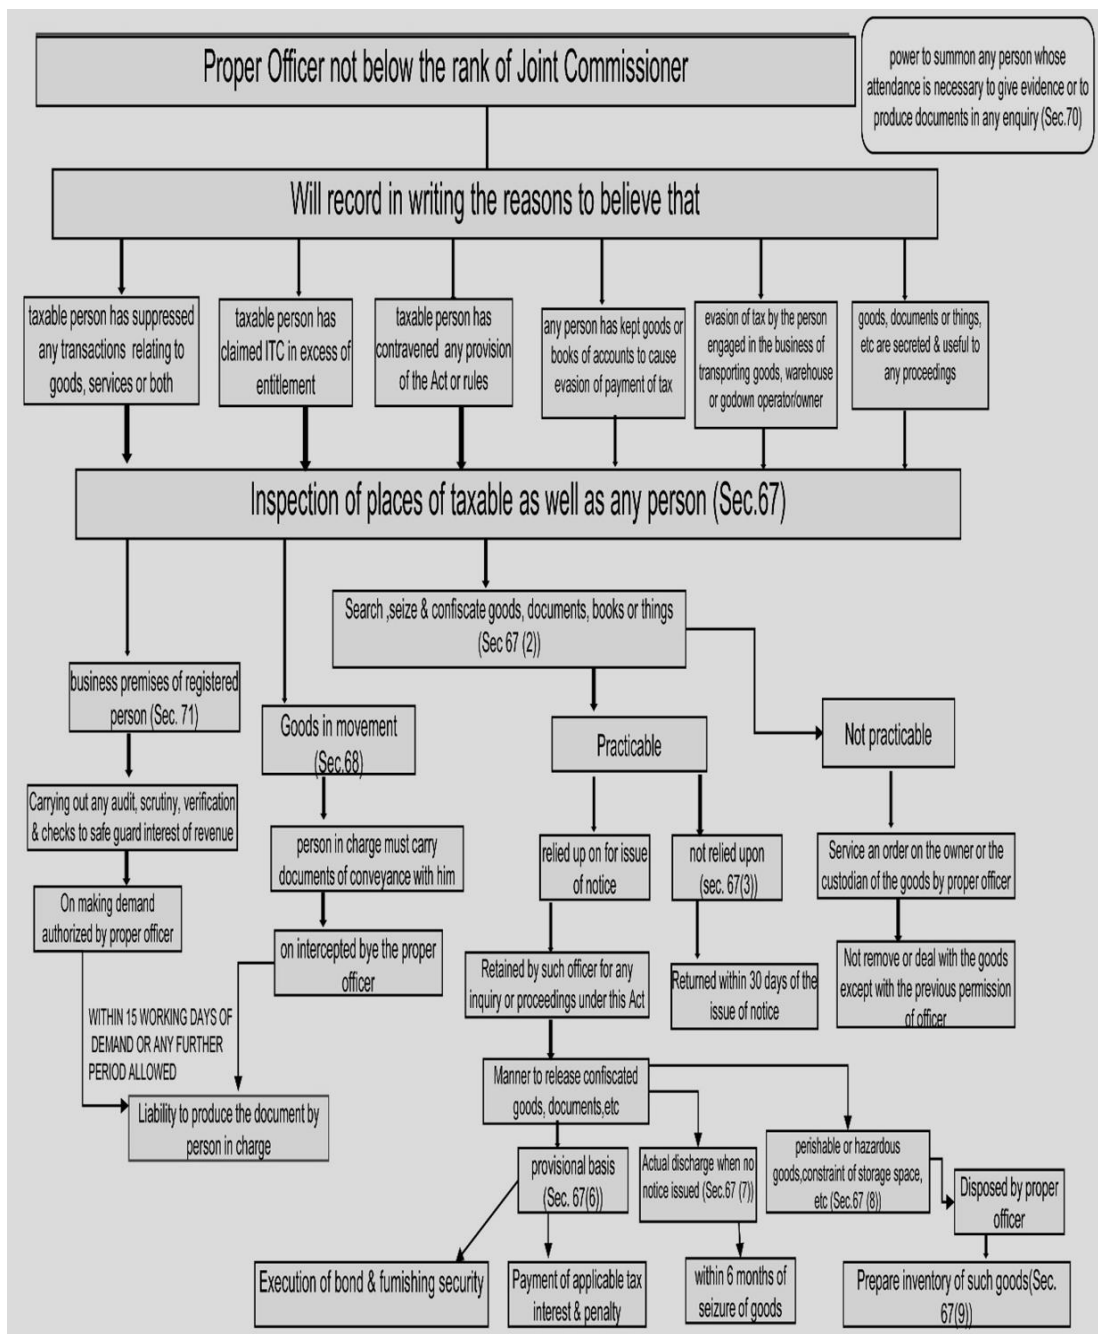 Proper Officer not below the rank of Joint Commissioner
power to summon any person whose
attendance is necessary to give evidence or to
produce documents in any enquiry (Sec.70)
Will record in writing the reasons to believe that
taxable person has suppressed
any transactions relating to
goods, services or both
taxable person has
claimed ITC in excess of
entitlement
taxable person has
contravened any provision
of the Act or rules
any person has kept goods or
books of accounts to cause
evasion of payment of tax
evasion of tax by the person
engaged in the business of
transporting goods, warehouse
or godown operator/owner
goods, documents or things,
etc are secreted & useful to
any proceedings
Inspection of places of taxable as well as any person (Sec.67)
Search ,seize & confiscate goods, documents, books or things
(Sec 67 (2))
business premises of registered
person (Sec. 71)
Goods in movement
(Sec.68)
Practicable
Not practicable
Carrying out any audit, scrutiny, verification
& checks to safe guard interest of revenue
person in charge must carry
documents of conveyance with him
relied up on for issue
of notice
not relied upon
(sec. 67(3))
Service an order on the owner or the
custodian of the goods by proper officer
On making demand
authorized by proper officer
on intercepted bye the proper
officer
Retained by such officer for any
inquiry or proceedings under this Act
Returned within 30 days of the
issue of notice
Not remove or deal with the goods
except with the previous permission
of officer
WITHIN 15 WORKING DAYS OF
DEMAND OR ANY FURTHER
PERIOD ALLOWED
Manner to release confiscated
goods, documents,etc
Liability to produce the document by
person in charge
provisional basis
(Sec. 67(6))
Actual discharge when no
notice issued (Sec.67 (7))
perishable or hazardous
goods,constraint of storage space,
etc (Sec.67 (8))
Disposed by proper
officer
Execution of bond & furnishing security
Payment of applicable tax
interest & penalty
within 6 months of
seizure of goods
Prepare inventory of such goods(Sec.
67(9))